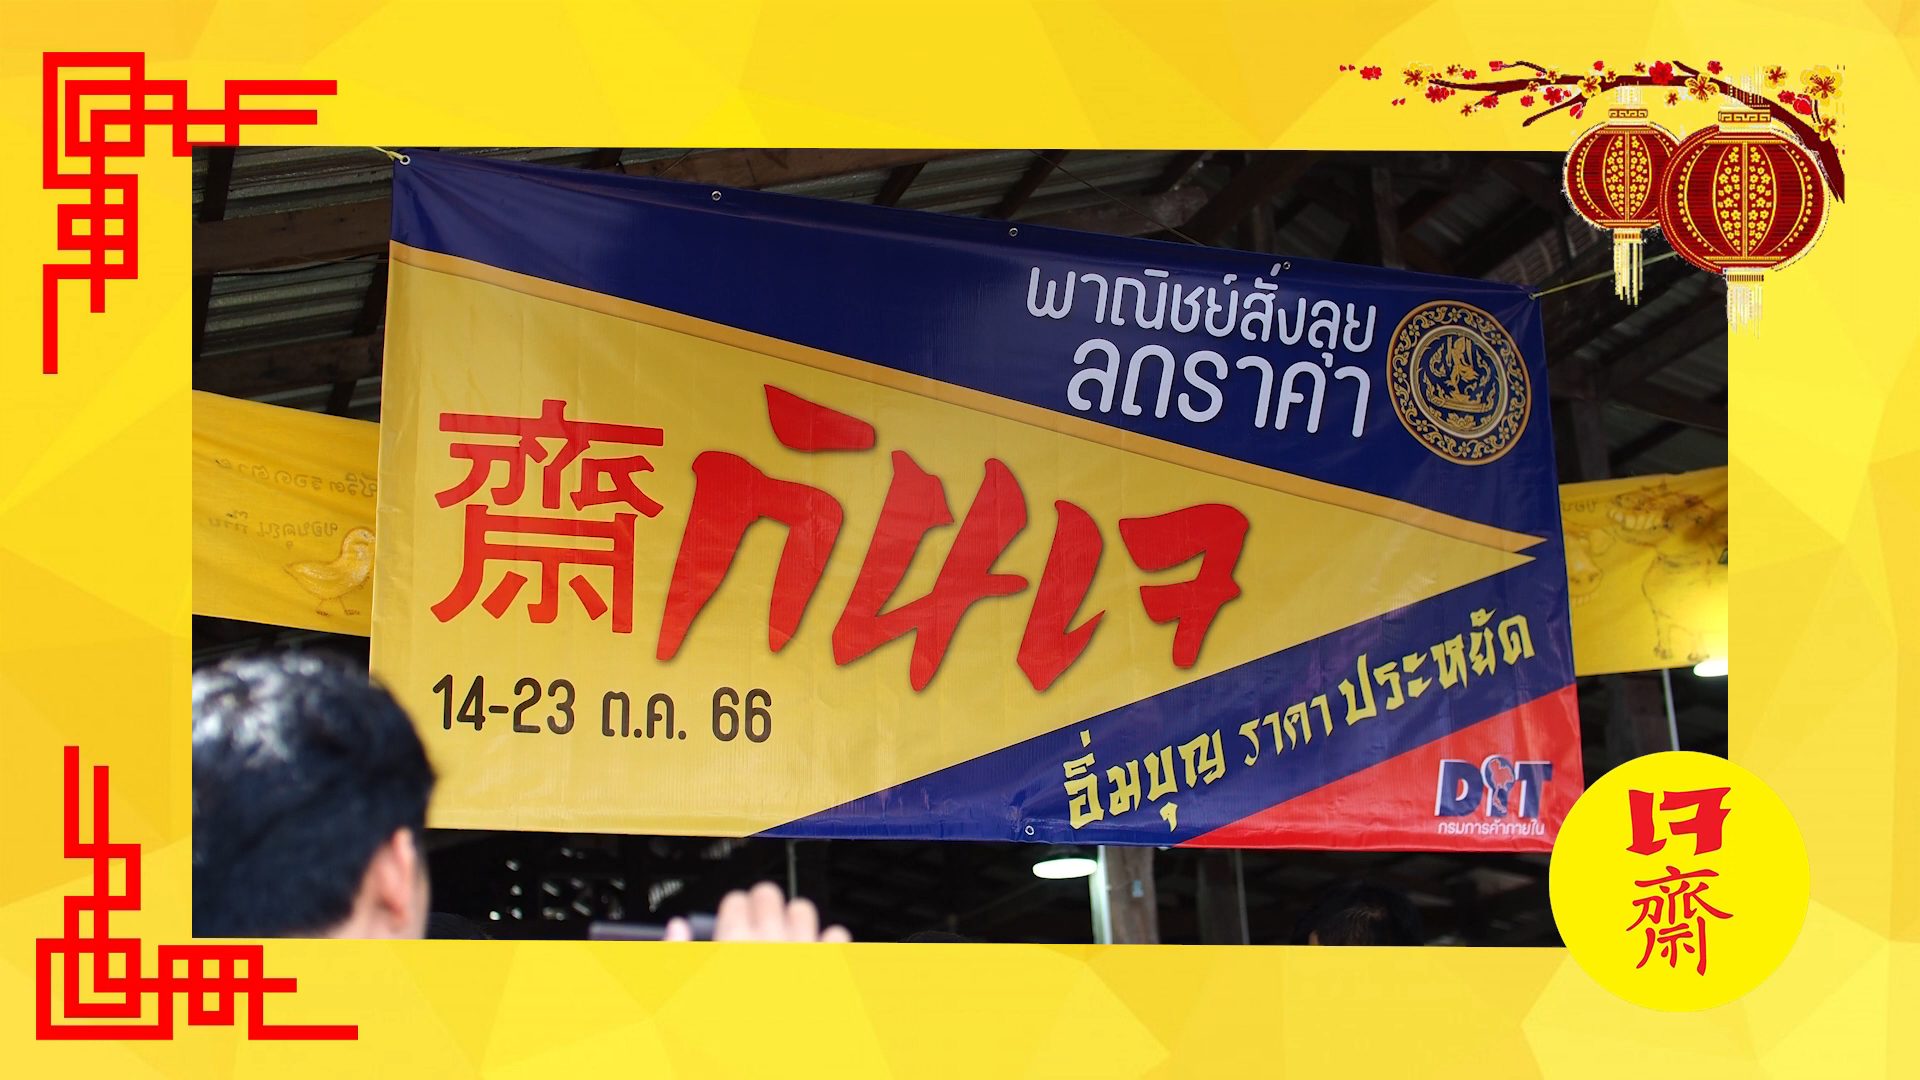 พาณิชย์สั่งลุย
ลดราคา
齋 กินเจ
14-23 ต.ค. 66
อิ่มบุญ ราคา ประหยัด
DIT
กรมการค้าภายใน
เจ
齋